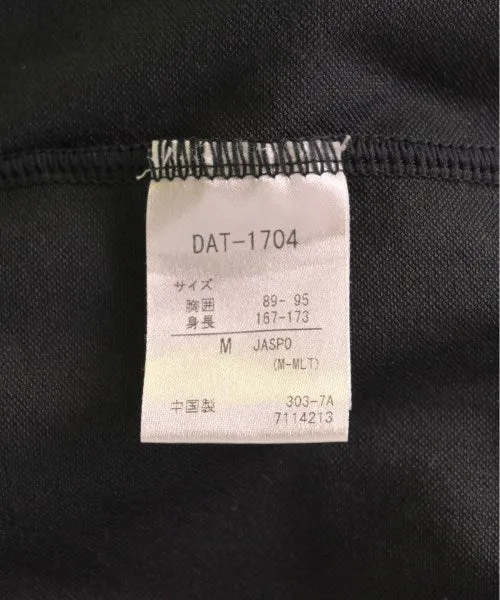 DAT-1704
サイズ
胸囲 89- 95
身長 167-173
M JASPO
(M-MLT)
303-7A
中国製 7114213